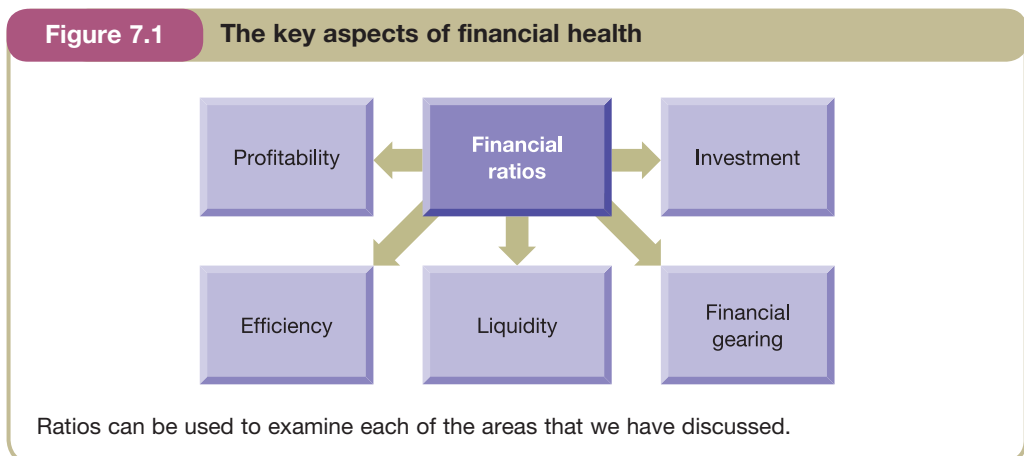 Figure 7.1 The key aspects of financial health
Profitability
Financial
ratios
Investment
Efficiency
Liquidity
Financial
gearing
Ratios can be used to examine each of the areas that we have discussed.